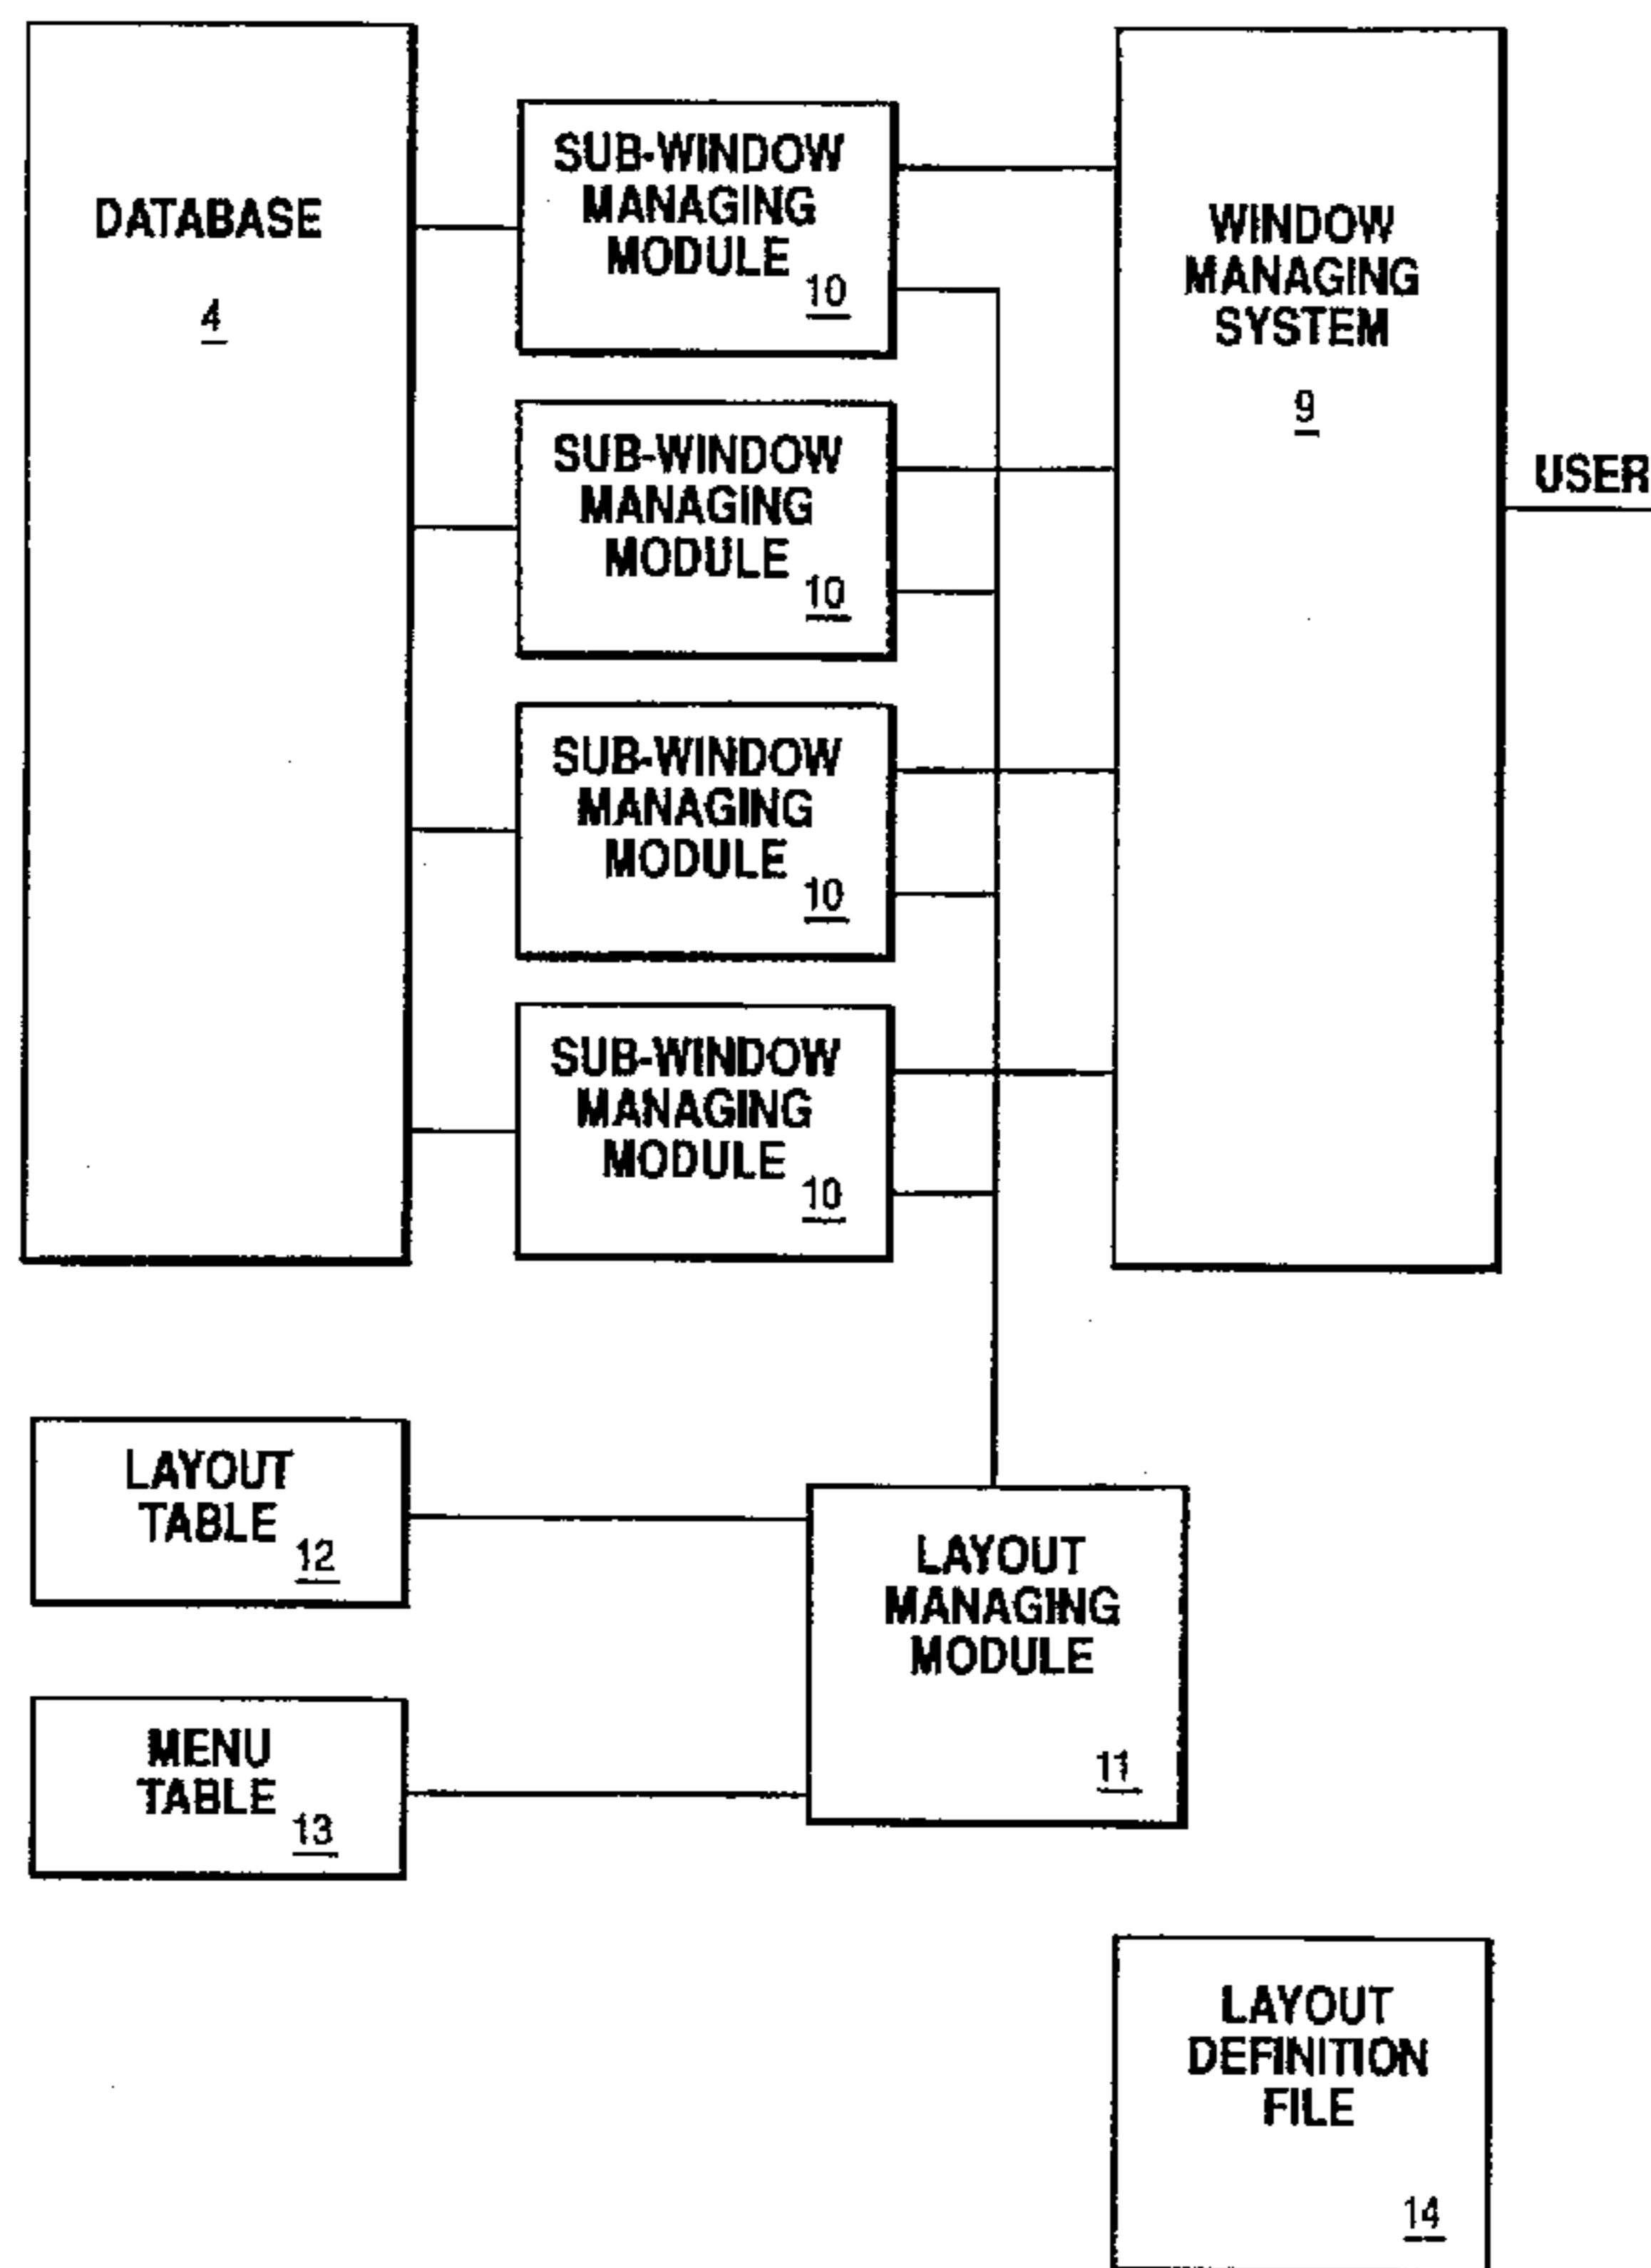 DATABASE
4
SUB-WINDOW
MANAGING
MODULE
10
SUB-WINDOW
MANAGING
MODULE
10
SUB-WINDOW
MANAGING
MODULE
10
SUB-WINDOW
MANAGING
MODULE
10
WINDOW
MANAGING
SYSTEM
9
USER
LAYOUT
TABLE
12
MENU
TABLE
13
LAYOUT
MANAGING
MODULE
11
LAYOUT
DEFINITION
FILE
14